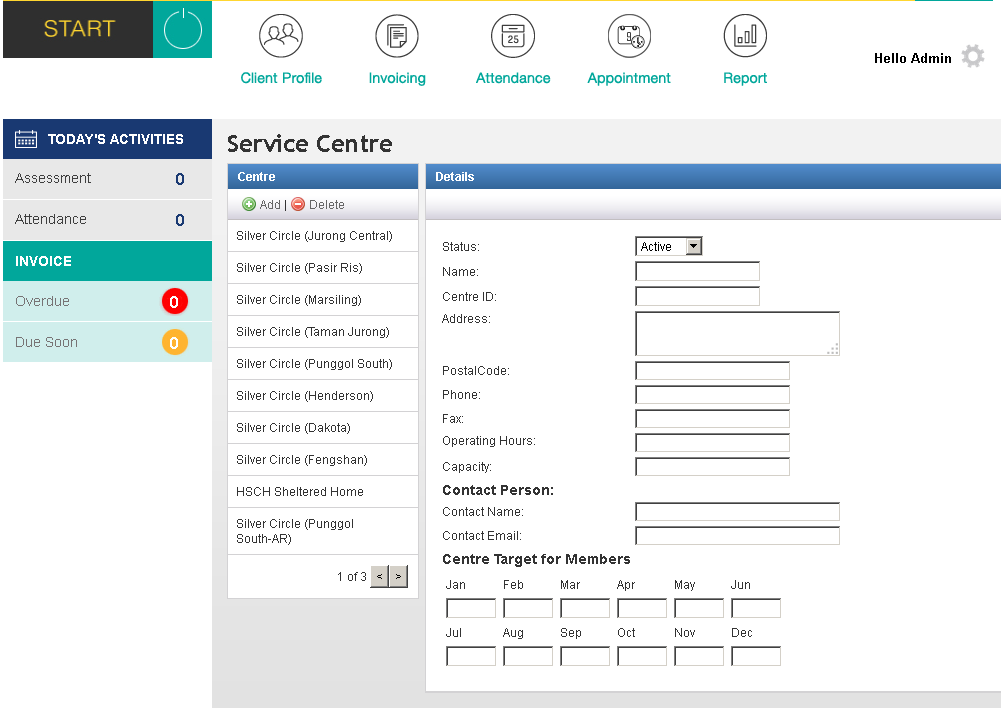 START
25
9
Client Profile
Invoicing
Attendance
Appointment
Report
Hello Admin
TODAY'S ACTIVITIES
Assessment 0
Attendance 0
INVOICE
Overdue 0
Due Soon 0
Service Centre
Centre
Add | Delete
Silver Circle (Jurong Central)
Silver Circle (Pasir Ris)
Silver Circle (Marsiling)
Silver Circle (Taman Jurong)
Silver Circle (Punggol South)
Silver Circle (Henderson)
Silver Circle (Dakota)
Silver Circle (Fengshan)
HSCH Sheltered Home
Silver Circle (Punggol
South-AR)
1 of 3 < >
Details
Status: Active
Name:
Centre ID:
Address:
PostalCode:
Phone:
Fax:
Operating Hours:
Capacity:
Contact Person:
Contact Name:
Contact Email:
Centre Target for Members
Jan Feb Mar Apr May Jun
Jul Aug Sep Oct Nov Dec